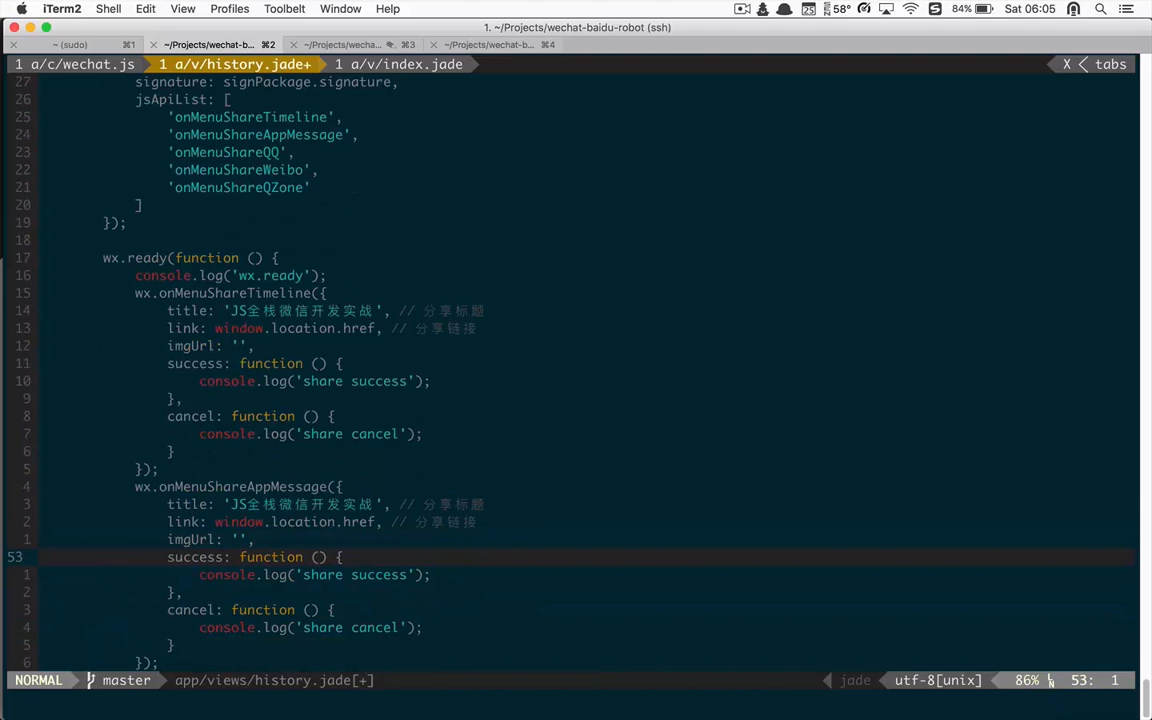 iTerm2 Shell Edit View Profiles Toolbelt Window Help 25 58° 84% Sat 06:05
1. ~/Projects/wechat-baidu-robot (ssh)
~ (sudo) ⌘1 ~/Projects/wechat-b... ⌘2 ~/Projects/wecha... ⌘3 ~/Projects/wechat-b... ⌘4
1 a/c/wechat.js 1 a/v/history.jade+ 1 a/v/index.jade X < tabs
27 signature: signPackage.signature,
26 jsApiList: [
25 'onMenuShareTimeline',
24 'onMenuShareAppMessage',
23 'onMenuShareQQ',
22 'onMenuShareWeibo',
21 'onMenuShareQZone'
20 ]
19 });
18
17 wx.ready(function () {
16 console.log('wx.ready');
15 wx.onMenuShareTimeline({
14 title: 'JS全栈微信开发实战', // 分享标题
13 link: window.location.href, // 分享链接
12 imgUrl: '',
11 success: function () {
10 console.log('share success');
9 },
8 cancel: function () {
7 console.log('share cancel');
6 }
5 });
4 wx.onMenuShareAppMessage({
3 title: 'JS全栈微信开发实战', // 分享标题
2 link: window.location.href, // 分享链接
1 imgUrl: '',
53 success: function () {
1 console.log('share success');
2 },
3 cancel: function () {
4 console.log('share cancel');
5 }
6 });
NORMAL master app/views/history.jade[+] jade utf-8[unix] 86% 53: 1